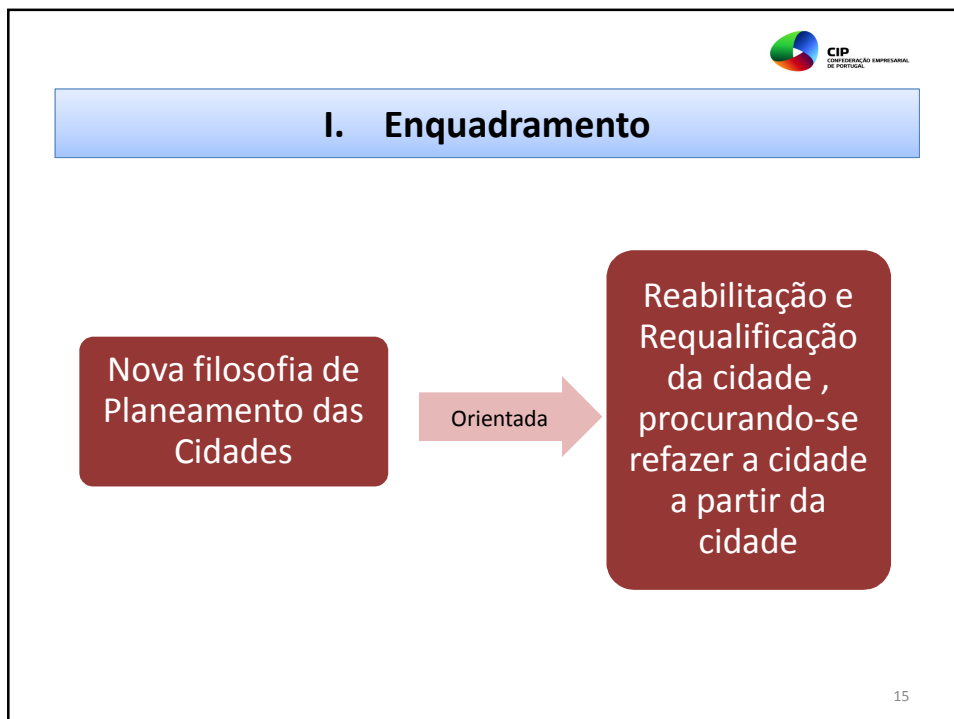 CIP
CONFEDERAÇÃO EMPRESARIAL
DE PORTUGAL
I. Enquadramento
Nova filosofia de
Planeamento das
Cidades
Orientada
Reabilitação e
Requalificação
da cidade ,
procurando-se
refazer a cidade
a partir da
cidade
15